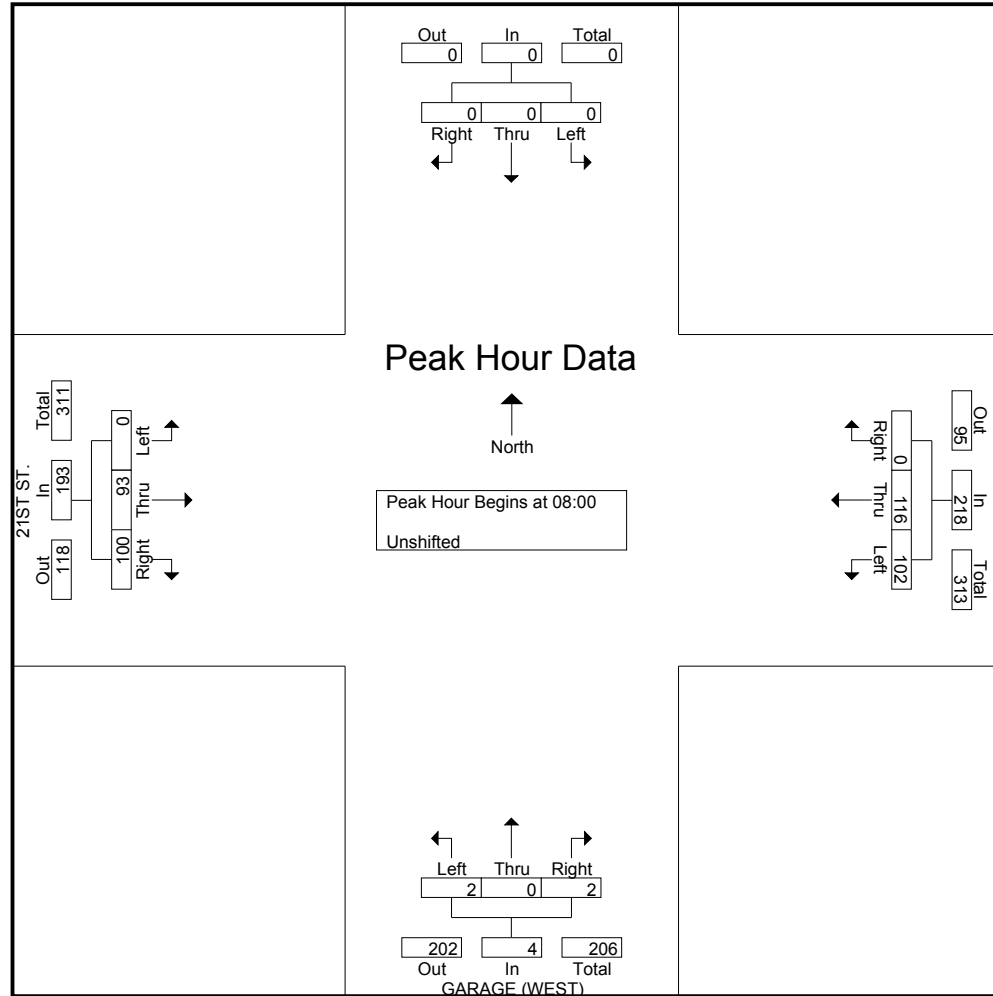 Out In Total
0 0 0
0 0 0
Right Thru Left
Peak Hour Data
North
Peak Hour Begins at 08:00
Unshifted
21ST ST.
Total In Out
311 193 118
0 93 100
Left Thru Right
Right Thru Left
0 116 102
Out In Total
95 218 313
Left Thru Right
2 0 2
202 4 206
Out In Total
GARAGE (WEST)